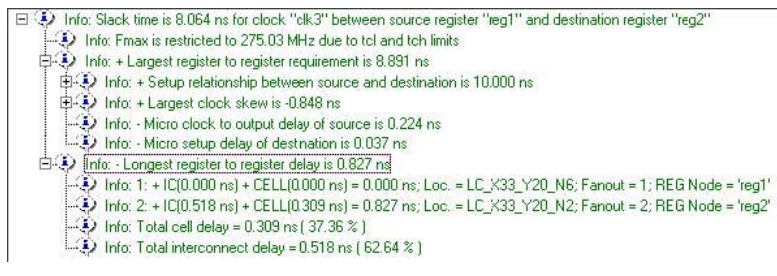 Info: Slack time is 8.064 ns for clock "clk3" between source register "reg1" and destination register "reg2"
Info: Fmax is restricted to 275.03 MHz due to tcl and tch limits
Info: + Largest register to register requirement is 8.891 ns
Info: + Setup relationship between source and destination is 10.000 ns
Info: + Largest clock skew is -0.848 ns
Info: - Micro clock to output delay of source is 0.224 ns
Info: - Micro setup delay of destination is 0.037 ns
Info: - Longest register to register delay is 0.827 ns
Info: 1: + IC(0.000 ns) + CELL(0.000 ns) = 0.000 ns; Loc. = LC_X33_Y20_N6; Fanout = 1; REG Node = 'reg1'
Info: 2: + IC(0.518 ns) + CELL(0.309 ns) = 0.827 ns; Loc. = LC_X33_Y20_N2; Fanout = 2; REG Node = 'reg2'
Info: Total cell delay = 0.309 ns ( 37.36 % )
Info: Total interconnect delay = 0.518 ns ( 62.64 % )